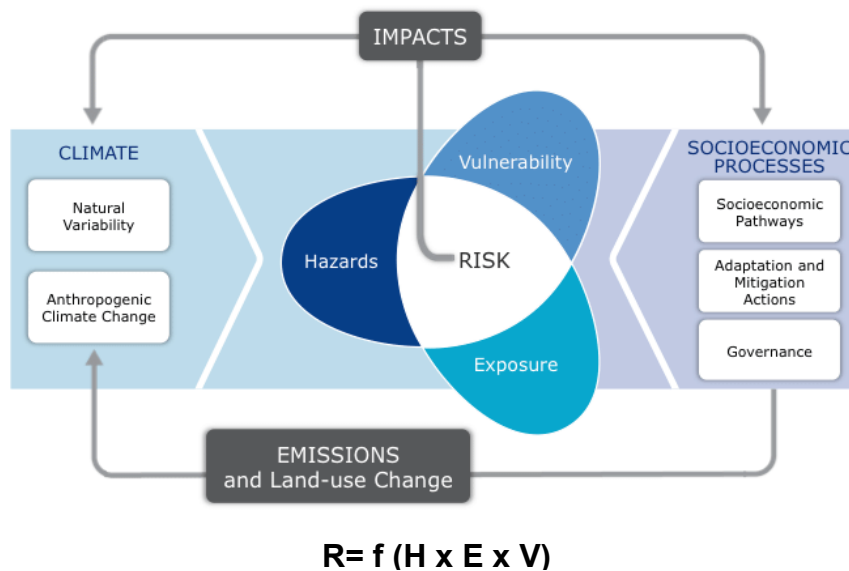 IMPACTS
CLIMATE
Natural
Variability
Anthropogenic
Climate Change
Vulnerability
Hazards
RISK
Exposure
SOCIOECONOMIC
PROCESSES
Socioeconomic
Pathways
Adaptation and
Mitigation
Actions
Governance
EMISSIONS
and Land-use Change
R= f (H x E x V)